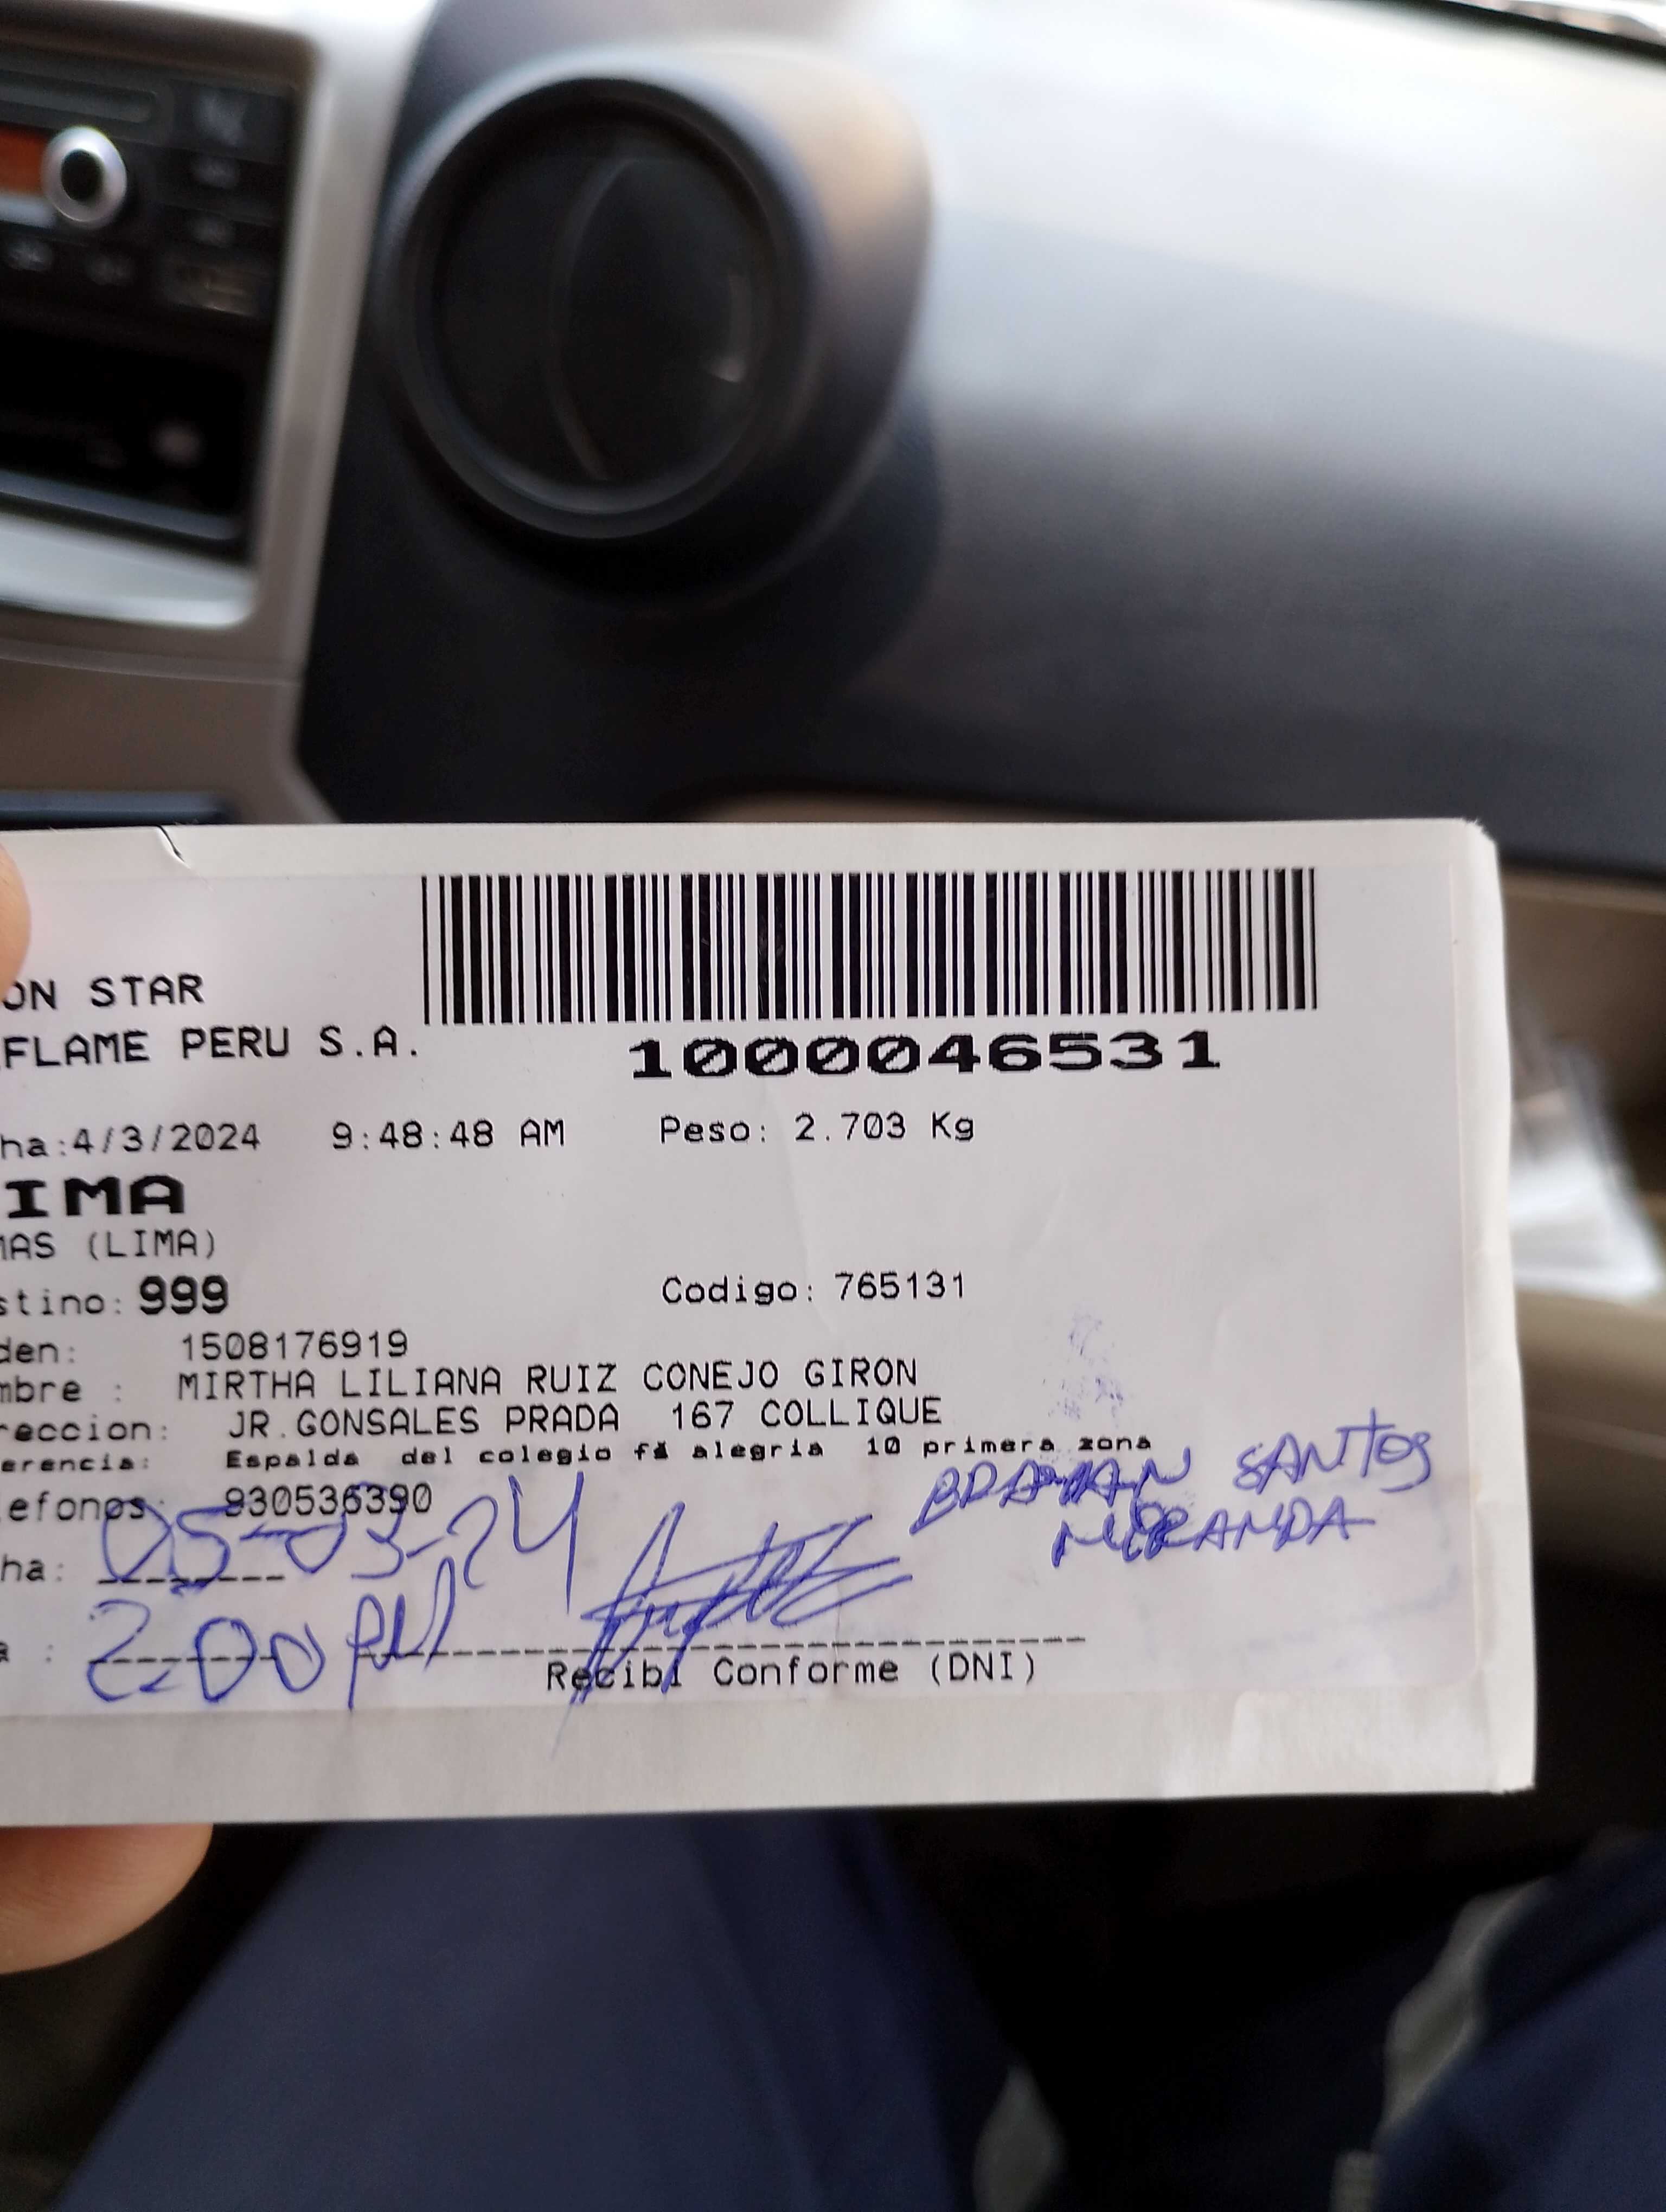 ON STAR
FLAME PERU S.A.
1000046531
ha:4/3/2024 9:48:48 AM Peso: 2.703 Kg
IMA
MAS (LIMA)
stino: 999 Codigo: 765131
den: 1508176919
mbre : MIRTHA LILIANA RUIZ CONEJO GIRON
reccion: JR.GONSALES PRADA 167 COLLIQUE
erencia: Espalda del colegio fé alegria 10 primera zona
lefonos: 930536390
SANTOS
MIRANDA
ha: 05-03-24
a : 2:00 PM
Recibi Conforme (DNI)